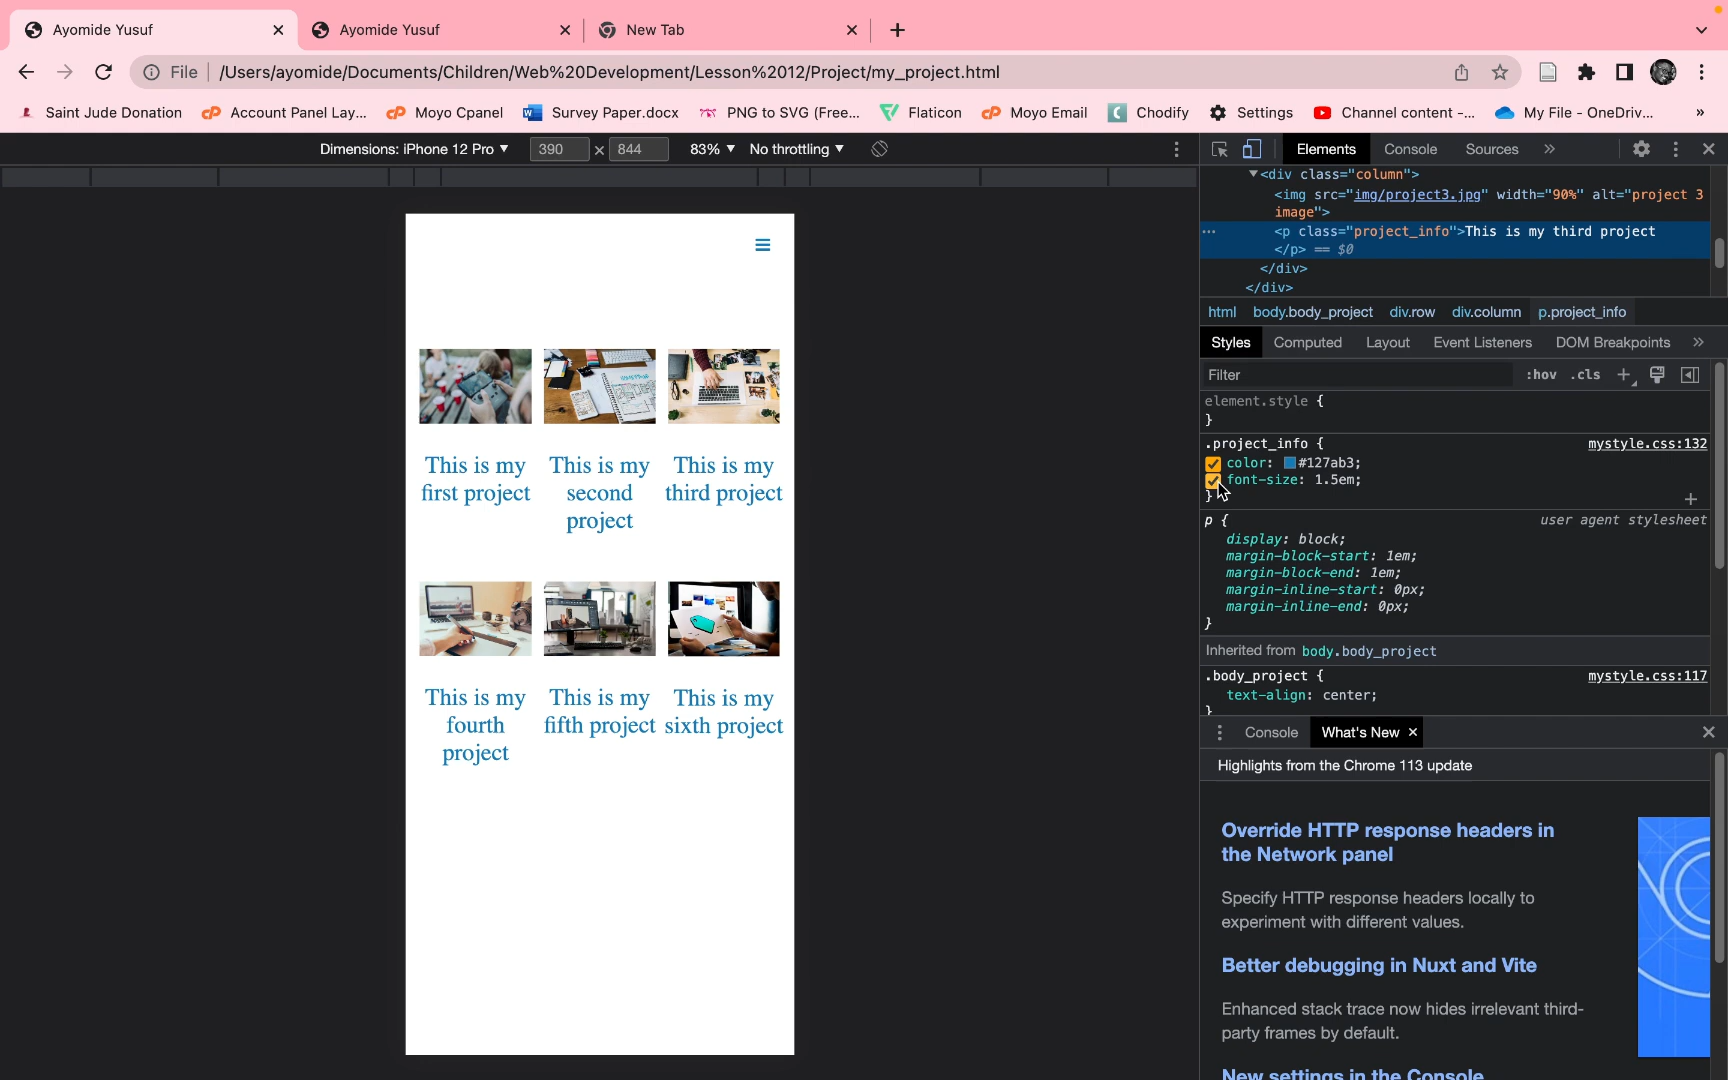 Ayomide Yusuf
Ayomide Yusuf
New Tab
File
/Users/ayomide/Documents/Children/Web%20Development/Lesson%2012/Project/my_project.html
Saint Jude Donation
Account Panel Lay...
Moyo Cpanel
Survey Paper.docx
PNG to SVG (Free...
Flaticon
Moyo Email
Chodify
Settings
Channel content -...
My File - OneDriv...
»
Dimensions: iPhone 12 Pro ▼ 390 × 844 83% ▼ No throttling ▼
Elements Console Sources »
▼<div class="column">
<img src="img/project3.jpg" width="90%" alt="project 3
image">
<p class="project_info">This is my third project
</p> == $0
</div>
</div>
html body.body_project div.row div.column p.project_info
Styles Computed Layout Event Listeners DOM Breakpoints »
Filter :hov .cls
element.style {
}
.project_info { mystyle.css:132
color: #127ab3;
font-size: 1.5em;
}
p { user agent stylesheet
display: block;
margin-block-start: 1em;
margin-block-end: 1em;
margin-inline-start: 0px;
margin-inline-end: 0px;
}
Inherited from body.body_project
.body_project { mystyle.css:117
text-align: center;
}
Console What's New
Highlights from the Chrome 113 update
Override HTTP response headers in
the Network panel
Specify HTTP response headers locally to
experiment with different values.
Better debugging in Nuxt and Vite
Enhanced stack trace now hides irrelevant third-
party frames by default.
New settings in the Console
This is my
first project
This is my
second
project
This is my
third project
This is my
fourth
project
This is my
fifth project
This is my
sixth project